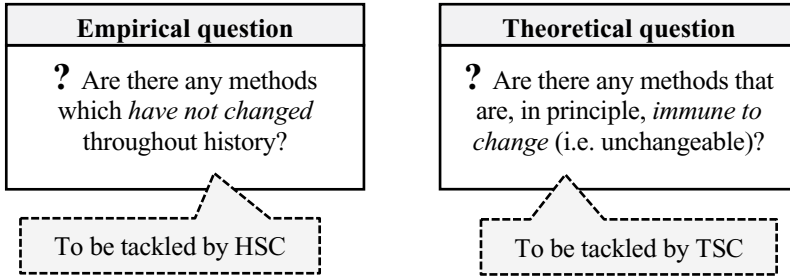 Empirical question
? Are there any methods
which have not changed
throughout history?
To be tackled by HSC
Theoretical question
? Are there any methods that
are, in principle, immune to
change (i.e. unchangeable)?
To be tackled by TSC